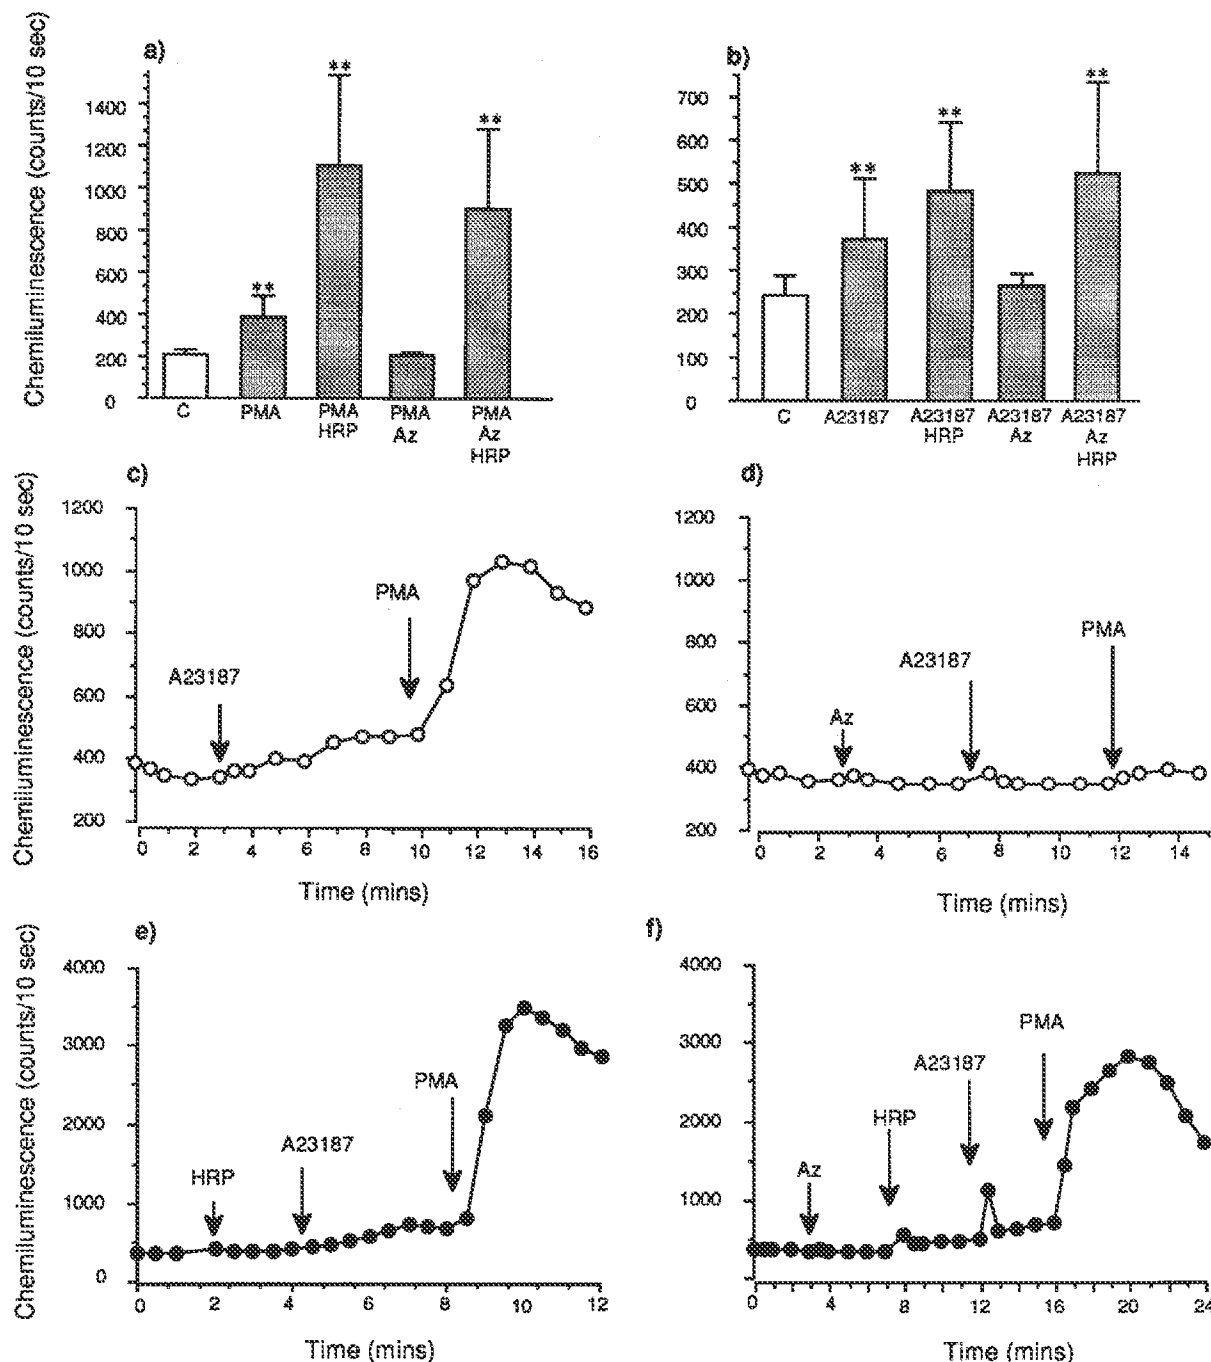 a)
Chemiluminescence (counts/10 sec)
1400
1200
1000
800
600
400
200
0
**
**
**
C
PMA
PMA
HRP
PMA
Az
PMA
Az
HRP
b)
700
600
500
400
300
200
100
0
**
**
**
C
A23187
A23187
HRP
A23187
Az
A23187
Az
HRP
c)
Chemiluminescence (counts/10 sec)
1200
1000
800
600
400
200
A23187
PMA
0 2 4 6 8 10 12 14 16
Time (mins)
d)
1200
1000
800
600
400
200
Az
A23187
PMA
0 2 4 6 8 10 12 14
Time (mins)
e)
Chemiluminescence (counts/10 sec)
4000
3000
2000
1000
0
HRP
A23187
PMA
0 2 4 6 8 10 12
Time (mins)
f)
4000
3000
2000
1000
0
Az
HRP
A23187
PMA
0 4 8 12 16 20 24
Time (mins)